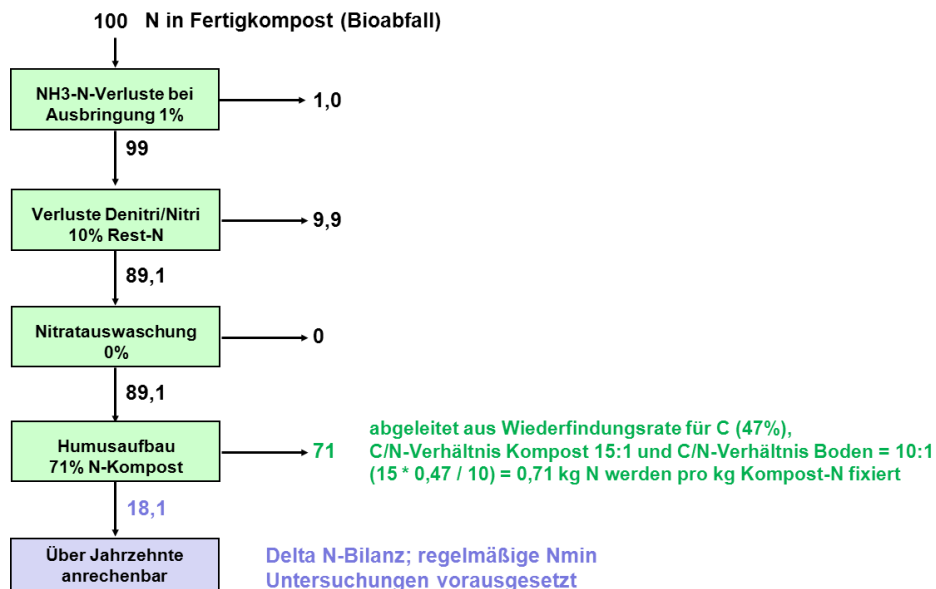 100 N in Fertigkompost (Bioabfall)
NH3-N-Verluste bei
Ausbringung 1%
1,0
99
Verluste Denitri/Nitri
10% Rest-N
9,9
89,1
Nitratauswaschung
0%
0
89,1
Humusaufbau
71% N-Kompost
71
abgeleitet aus Wiederfindungsrate für C (47%),
C/N-Verhältnis Kompost 15:1 und C/N-Verhältnis Boden = 10:1
(15 * 0,47 / 10) = 0,71 kg N werden pro kg Kompost-N fixiert
18,1
Über Jahrzehnte
anrechenbar
Delta N-Bilanz; regelmäßige Nmin
Untersuchungen vorausgesetzt